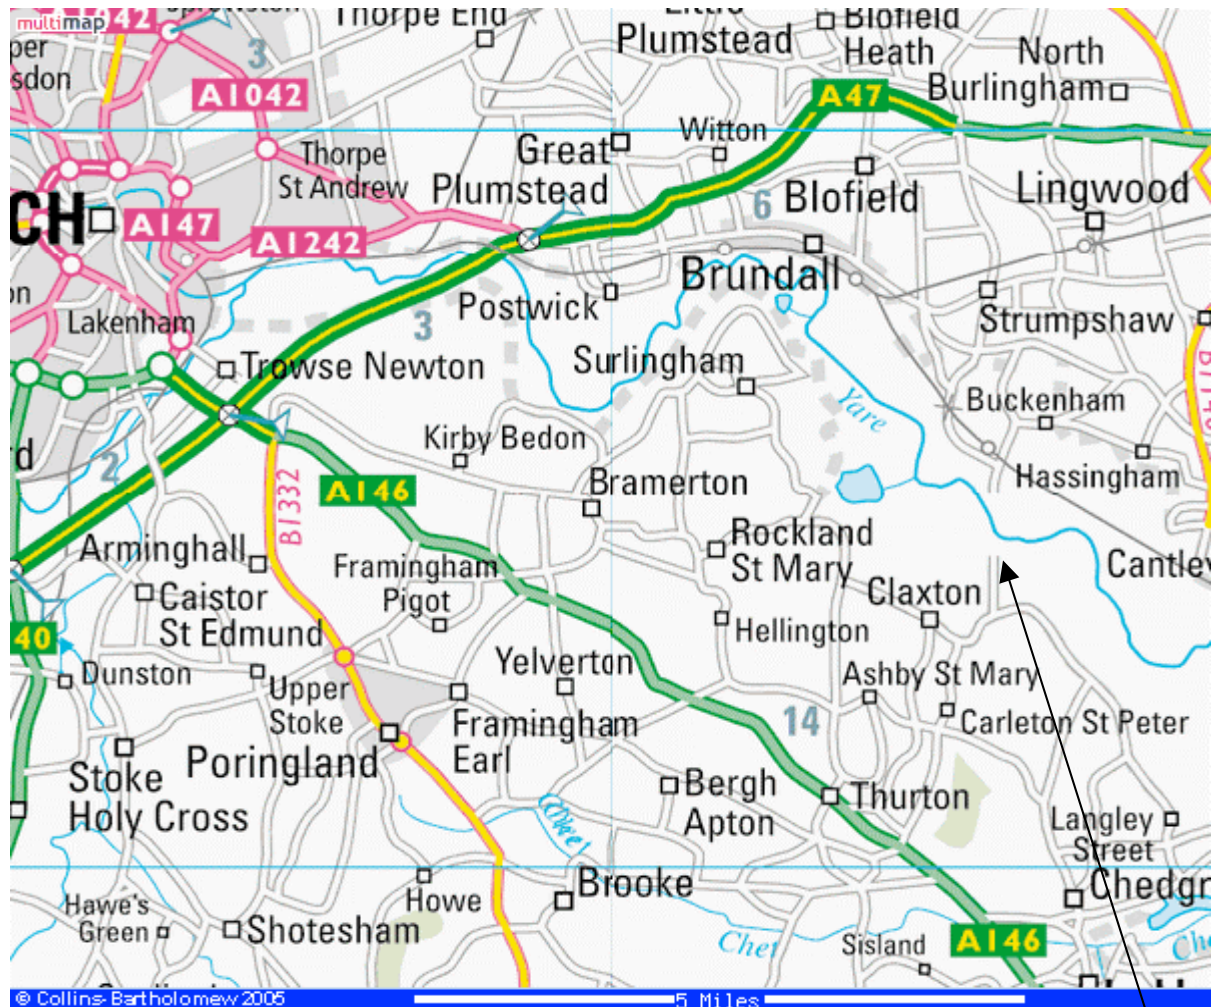 multimap
Thorpe End
Plumstead
Blofield
Heath
North
Burlingham
3
A1042
A47
Thorpe
St Andrew
Great
Plumstead
Witton
6
Blofield
Lingwood
CH
A147
A1242
Brundall
Postwick
Strumpshaw
Lakenham
3
Trowse Newton
Surlingham
Yare
Buckenham
Kirby Bedon
Hassingham
2
B1332
A146
Bramerton
Rockland
St Mary
Arminghall
Framingham
Pigot
Claxton
Caistor
St Edmund
Hellington
40
Dunston
Yelverton
Ashby St Mary
Upper
Stoke
Framingham
Earl
14
Carleton St Peter
Poringland
Stoke
Holy Cross
Bergh
Apton
Thurton
Langley
Street
Howe
Brooke
Hawe's
Green
Shotesham
Chet
Sisland
A146
© Collins-Bartholomew 2005
5 Miles